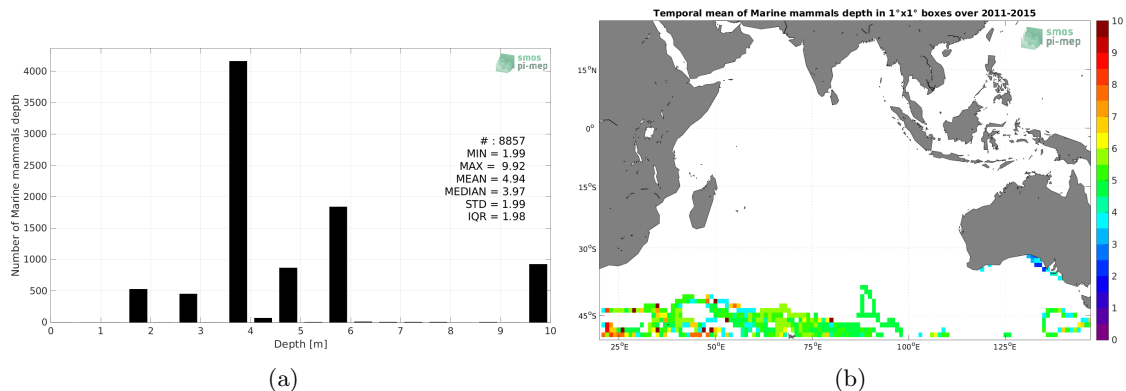 smos
pi-mep
Number of Marine mammals depth
4000
3500
3000
2500
2000
1500
1000
500
0
# : 8857
MIN = 1.99
MAX = 9.92
MEAN = 4.94
MEDIAN = 3.97
STD = 1.99
IQR = 1.98
0 1 2 3 4 5 6 7 8 9 10
Depth [m]
(a)
Temporal mean of Marine mammals depth in 1°x1° boxes over 2011-2015
smos
pi-mep
15°N
0°
15°S
30°S
45°S
25°E 50°E 75°E 100°E 125°E
10
9
8
7
6
5
4
3
2
1
0
(b)